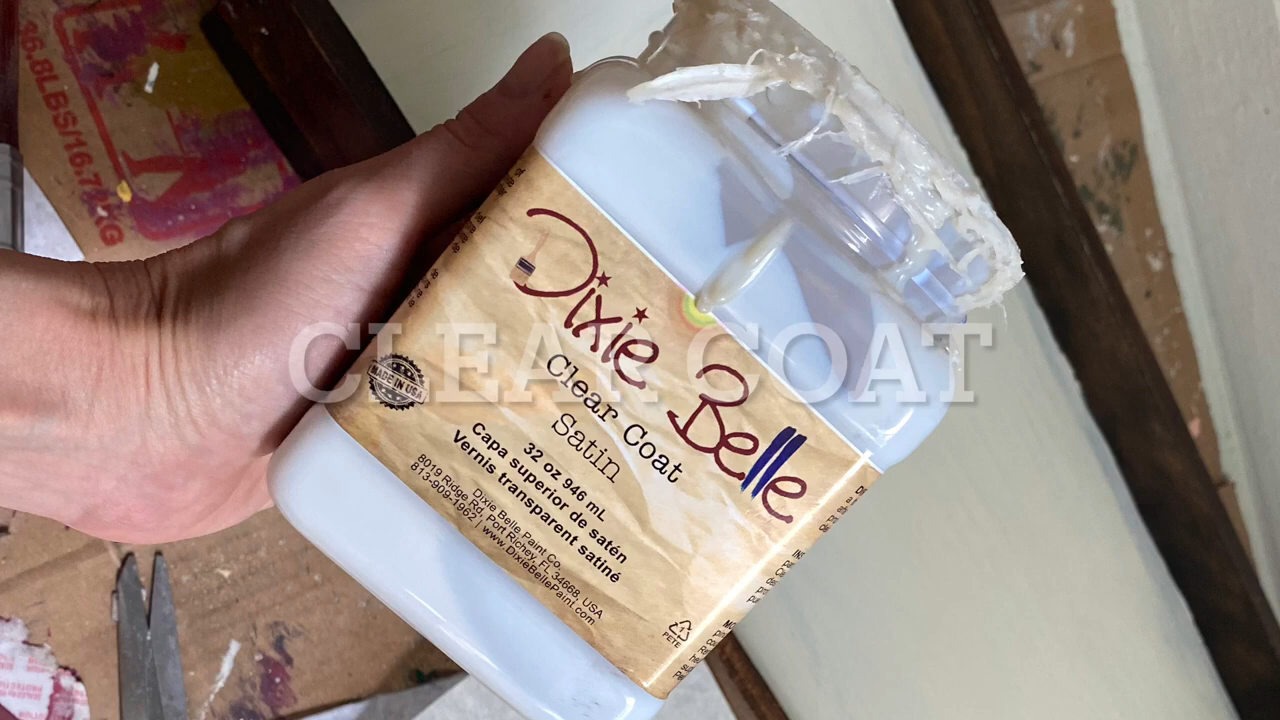 36.8LBS/16.7KG
CLEAR COAT
Dixie Belle
Clear Coat
Satin
MADE IN USA
32 oz 946 mL
Capa superior de satén
Vernis transparent satiné
Dixie Belle Paint Co.
8019 Ridge Rd, Port Richey, FL 34668, USA
813-909-1962 | www.DixieBellePaint.com
1
PETE